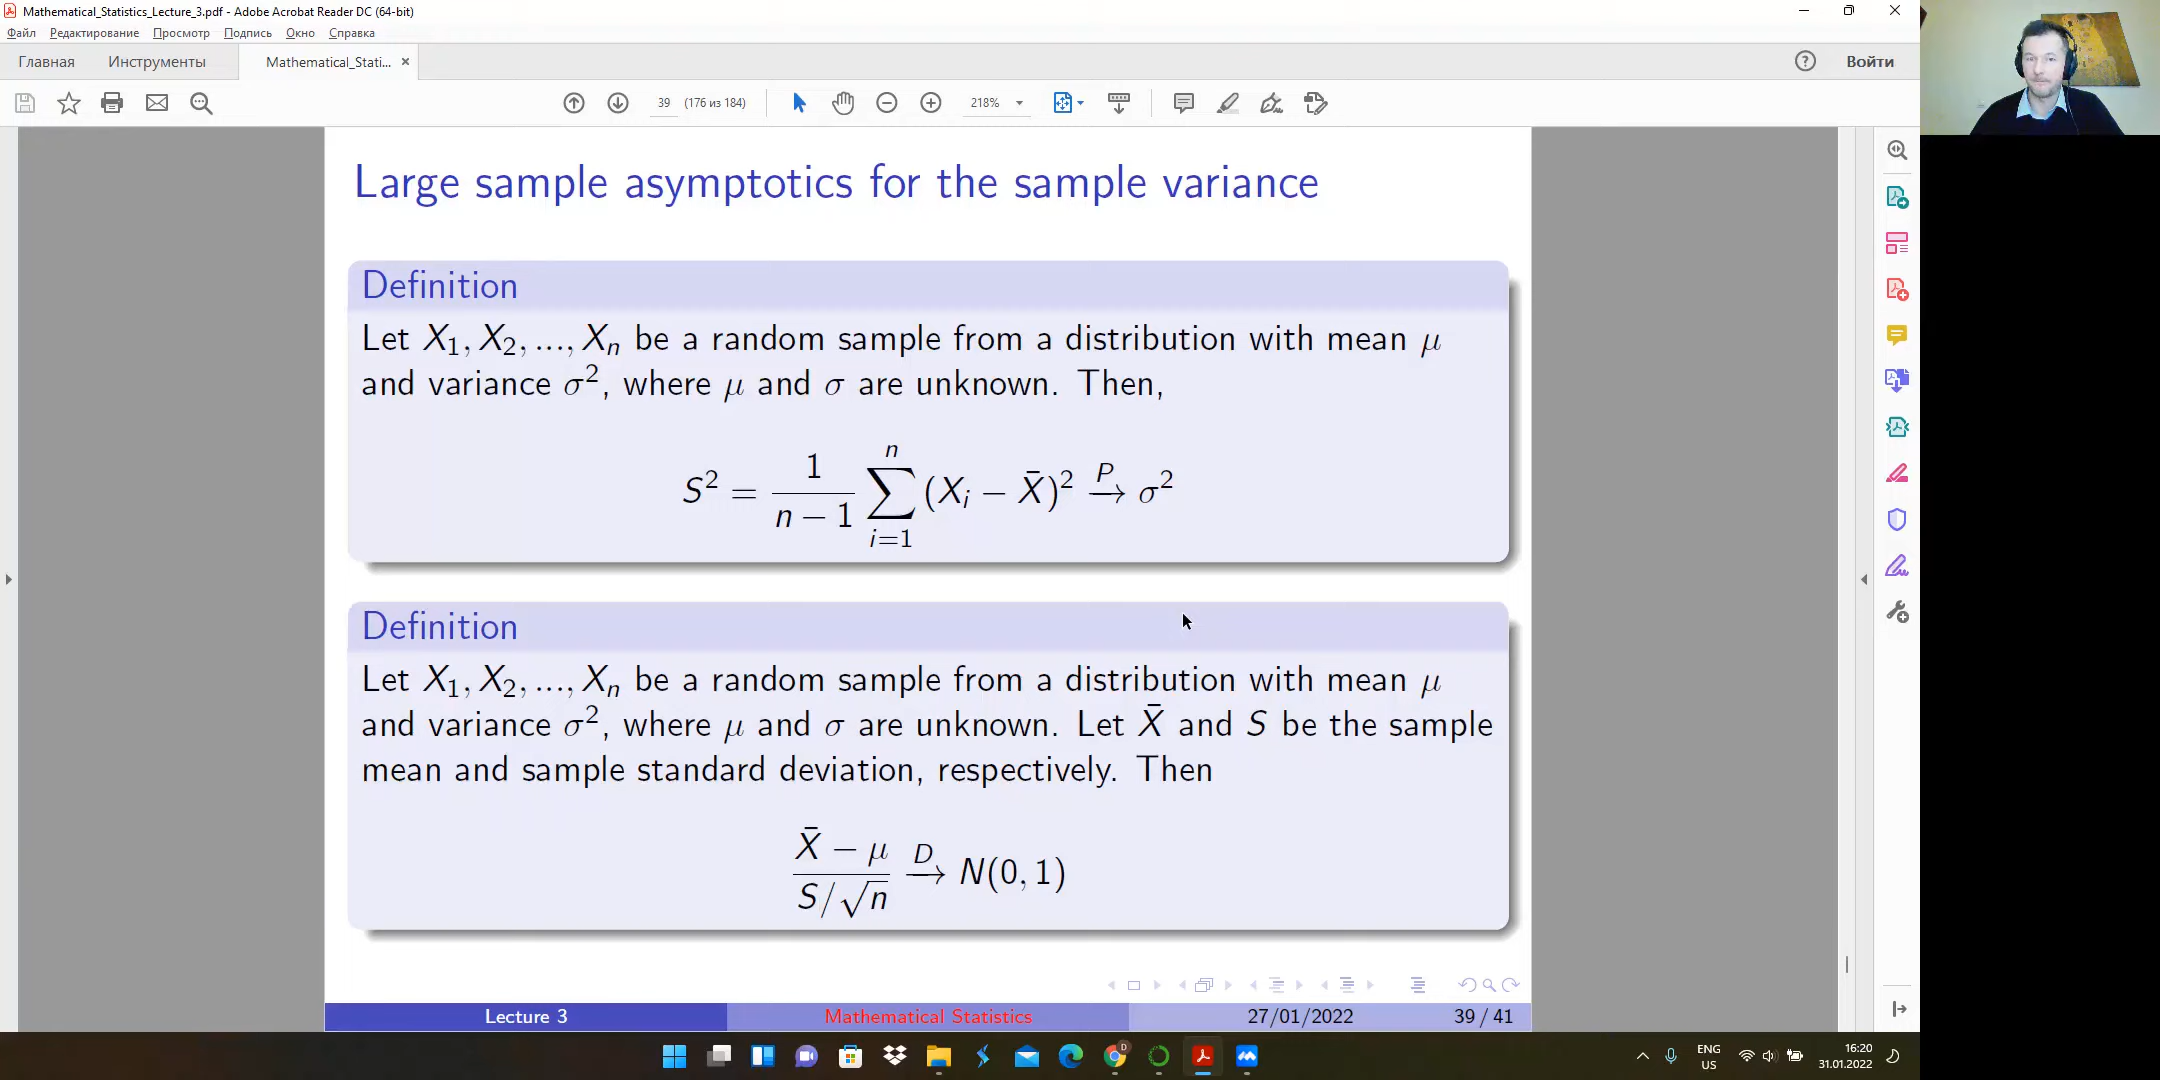 Mathematical_Statistics_Lecture_3.pdf - Adobe Acrobat Reader DC (64-bit)
Файл Редактирование Просмотр Подпись Окно Справка
Главная Инструменты Mathematical_Stati... × Войти
39 (176 из 184) 218%
Large sample asymptotics for the sample variance
Definition
Let X₁, X₂, ..., Xₙ be a random sample from a distribution with mean μ
and variance σ², where μ and σ are unknown. Then,
S² = 1/(n − 1) ∑ᵢ₌₁ⁿ (Xᵢ − X̄)² →ᴾ σ²
Definition
Let X₁, X₂, ..., Xₙ be a random sample from a distribution with mean μ
and variance σ², where μ and σ are unknown. Let X̄ and S be the sample
mean and sample standard deviation, respectively. Then
(X̄ − μ)/(S/√n) →ᴰ N(0, 1)
Lecture 3 Mathematical Statistics 27/01/2022 39 / 41
ENG
US
16:20
31.01.2022